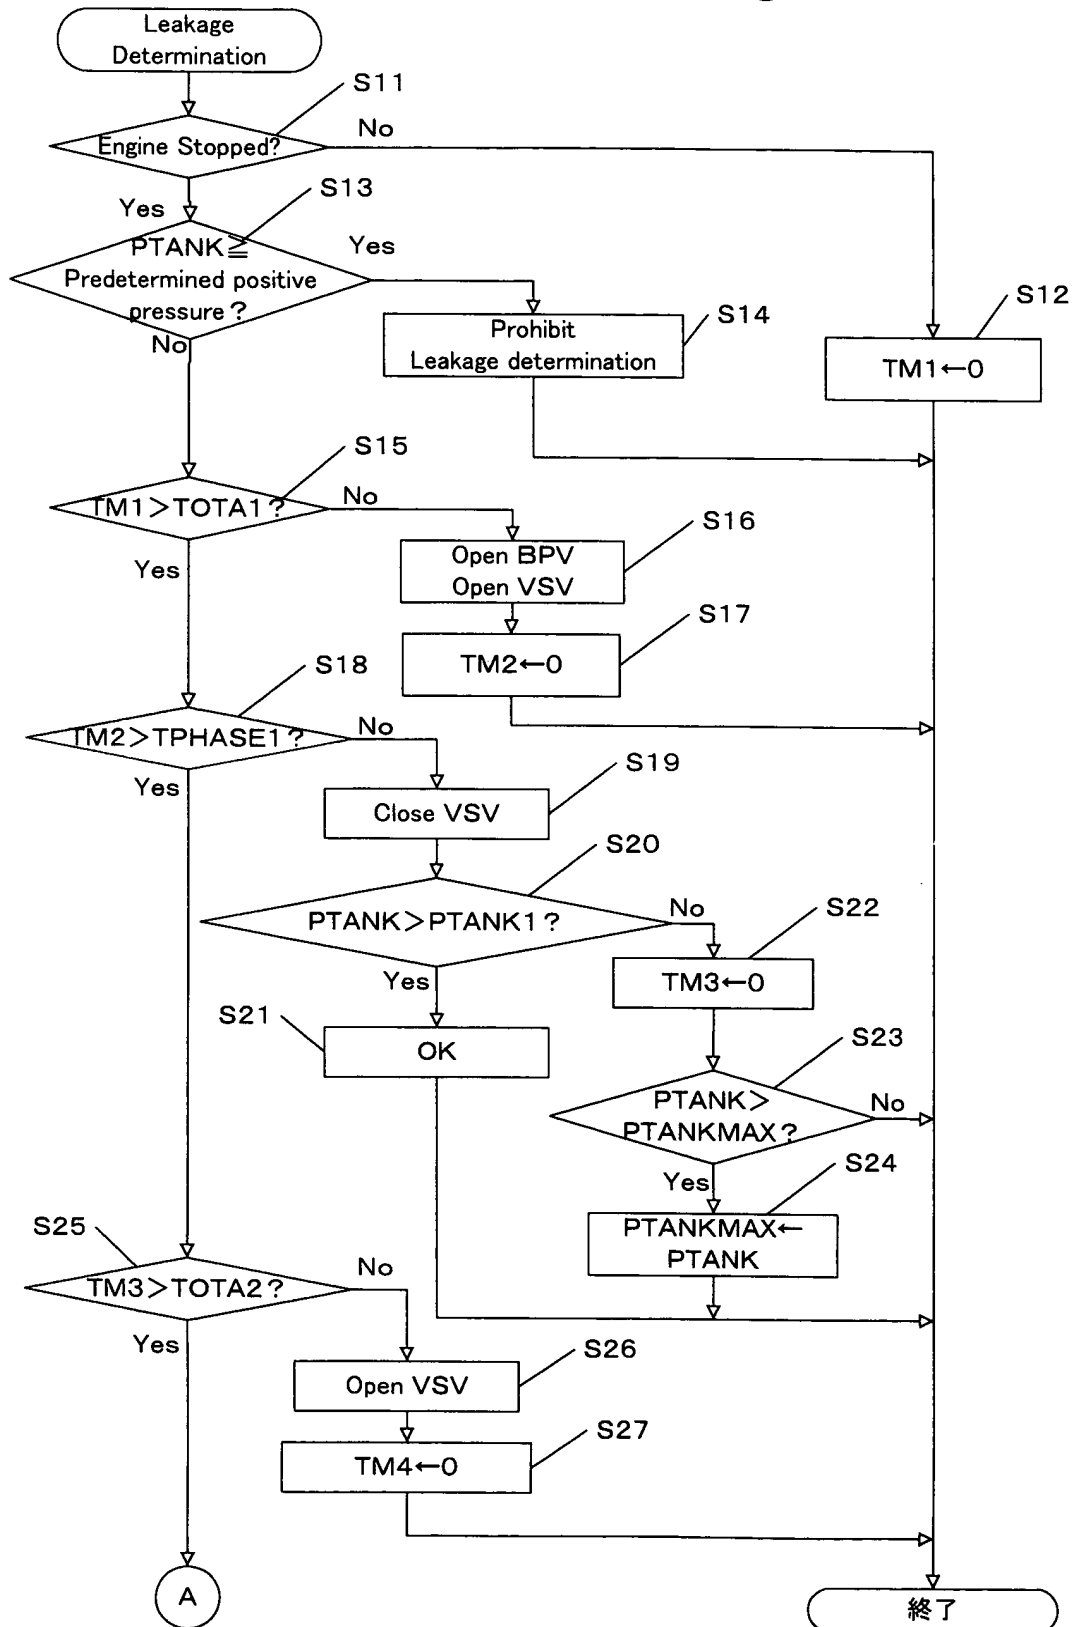 Leakage
Determination
S11
Engine Stopped?
No
Yes
S13
PTANK≧
Predetermined positive
pressure?
Yes
No
S14
Prohibit
Leakage determination
S12
TM1←0
S15
TM1>TOTA1?
No
Yes
S16
Open BPV
Open VSV
S17
TM2←0
S18
TM2>TPHASE1?
No
Yes
S19
Close VSV
S20
PTANK>PTANK1?
No
Yes
S22
TM3←0
S21
OK
S23
PTANK>
PTANKMAX?
No
Yes
S24
PTANKMAX←
PTANK
S25
TM3>TOTA2?
No
Yes
S26
Open VSV
S27
TM4←0
A
終了